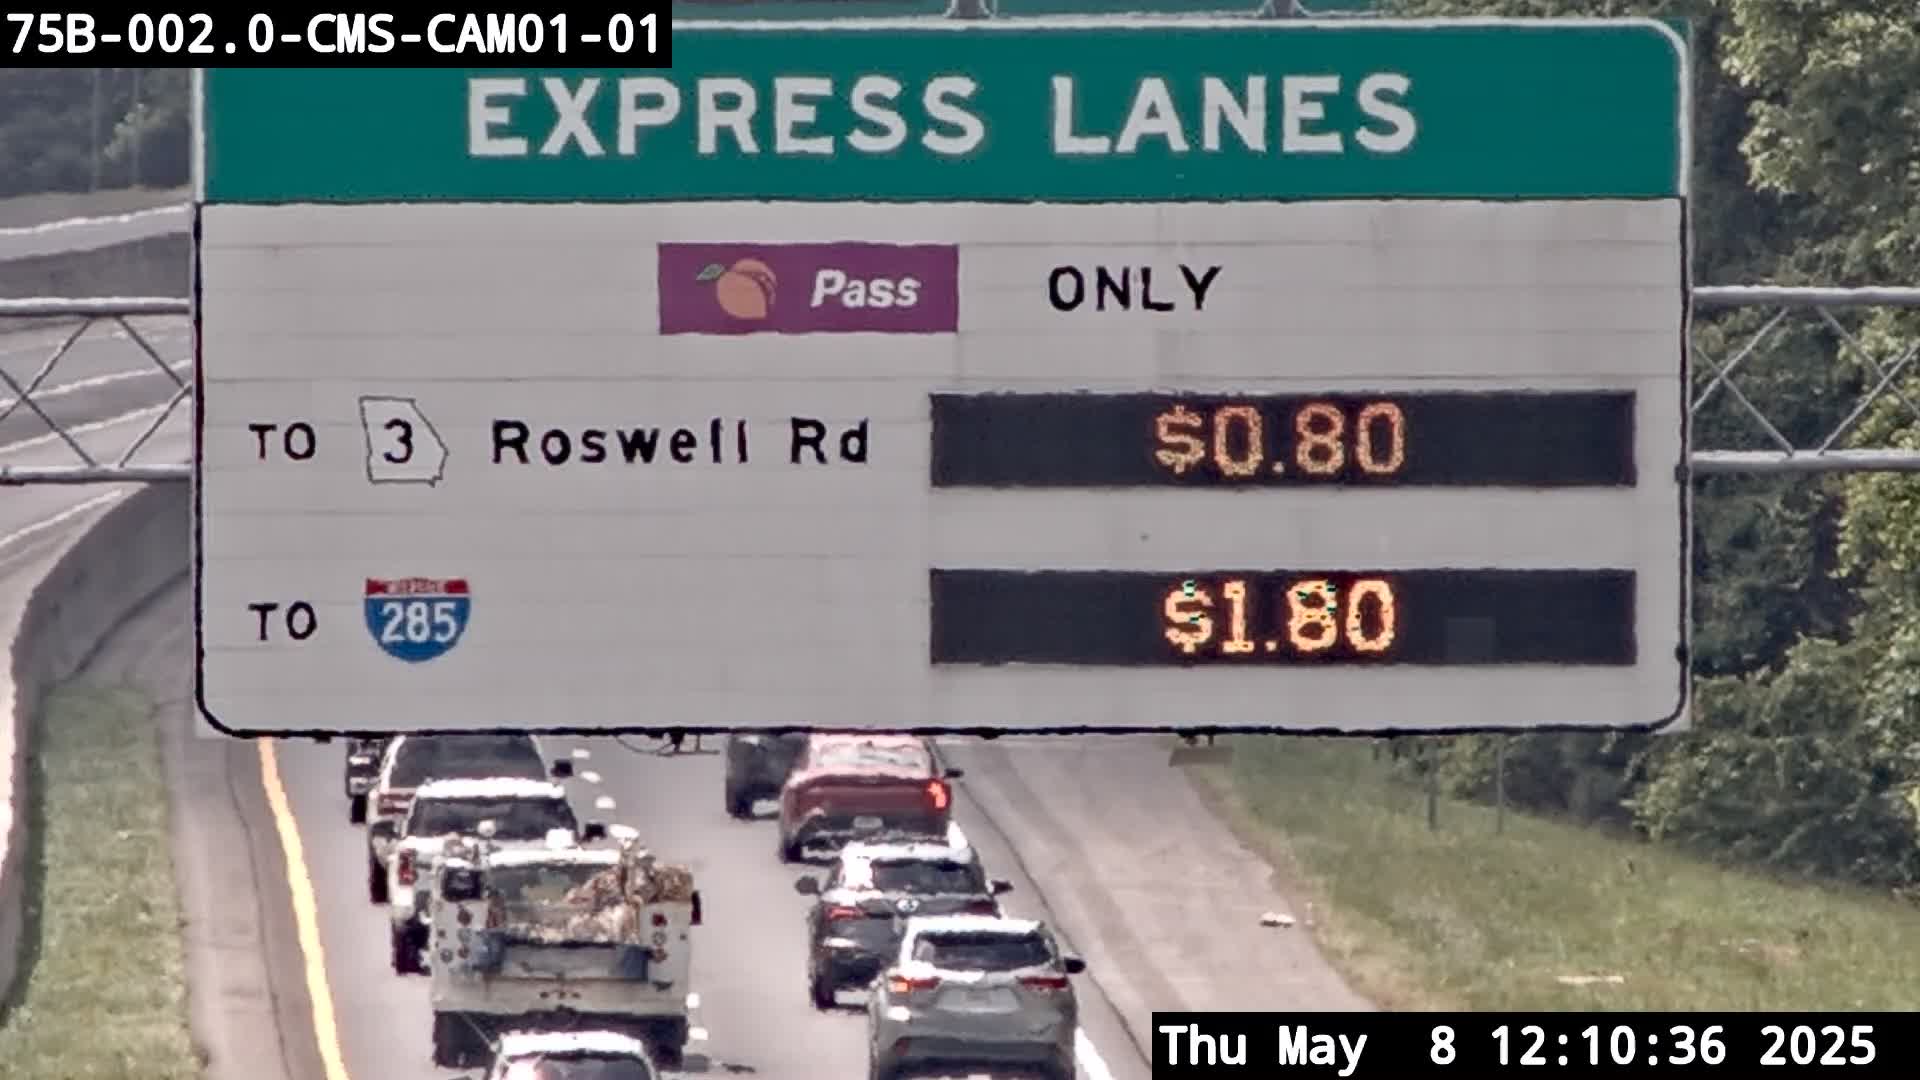 75B-002.0-CMS-CAM01-01
EXPRESS LANES
Pass ONLY
TO 3 Roswell Rd $0.80
TO INTERSTATE 285 $1.80
Thu May 8 12:10:36 2025